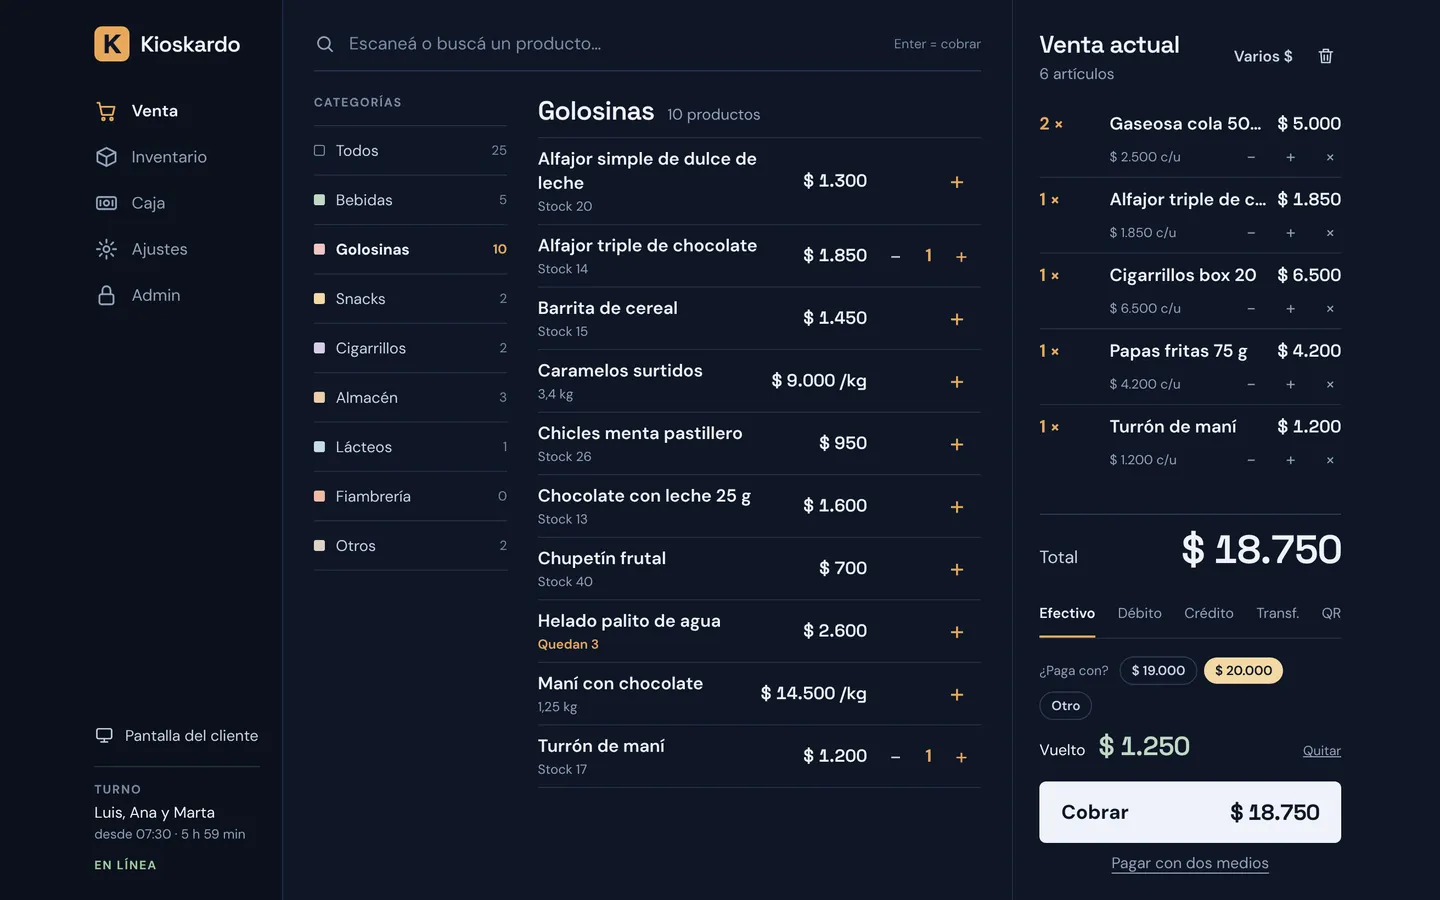 Kioskardo
Venta
Inventario
Caja
Ajustes
Admin
Pantalla del cliente
TURNO
Luis, Ana y Marta
desde 07:30 · 5 h 59 min
EN LÍNEA
Escaneá o buscá un producto...
Enter = cobrar
CATEGORÍAS
Todos 25
Bebidas 5
Golosinas 10
Snacks 2
Cigarrillos 2
Almacén 3
Lácteos 1
Fiambrería 0
Otros 2
Golosinas 10 productos
Alfajor simple de dulce de
leche
$ 1.300 +
Stock 20
Alfajor triple de chocolate
$ 1.850 − 1 +
Stock 14
Barrita de cereal
$ 1.450 +
Stock 15
Caramelos surtidos
$ 9.000 /kg +
3,4 kg
Chicles menta pastillero
$ 950 +
Stock 26
Chocolate con leche 25 g
$ 1.600 +
Stock 13
Chupetín frutal
$ 700 +
Stock 40
Helado palito de agua
$ 2.600 +
Quedan 3
Maní con chocolate
$ 14.500 /kg +
1,25 kg
Turrón de maní
$ 1.200 − 1 +
Stock 17
Venta actual
6 artículos
Varios $
2 × Gaseosa cola 50... $ 5.000
$ 2.500 c/u − + ×
1 × Alfajor triple de c... $ 1.850
$ 1.850 c/u − + ×
1 × Cigarrillos box 20 $ 6.500
$ 6.500 c/u − + ×
1 × Papas fritas 75 g $ 4.200
$ 4.200 c/u − + ×
1 × Turrón de maní $ 1.200
$ 1.200 c/u − + ×
Total $ 18.750
Efectivo Débito Crédito Transf. QR
¿Paga con? $ 19.000 $ 20.000
Otro
Vuelto $ 1.250 Quitar
Cobrar $ 18.750
Pagar con dos medios